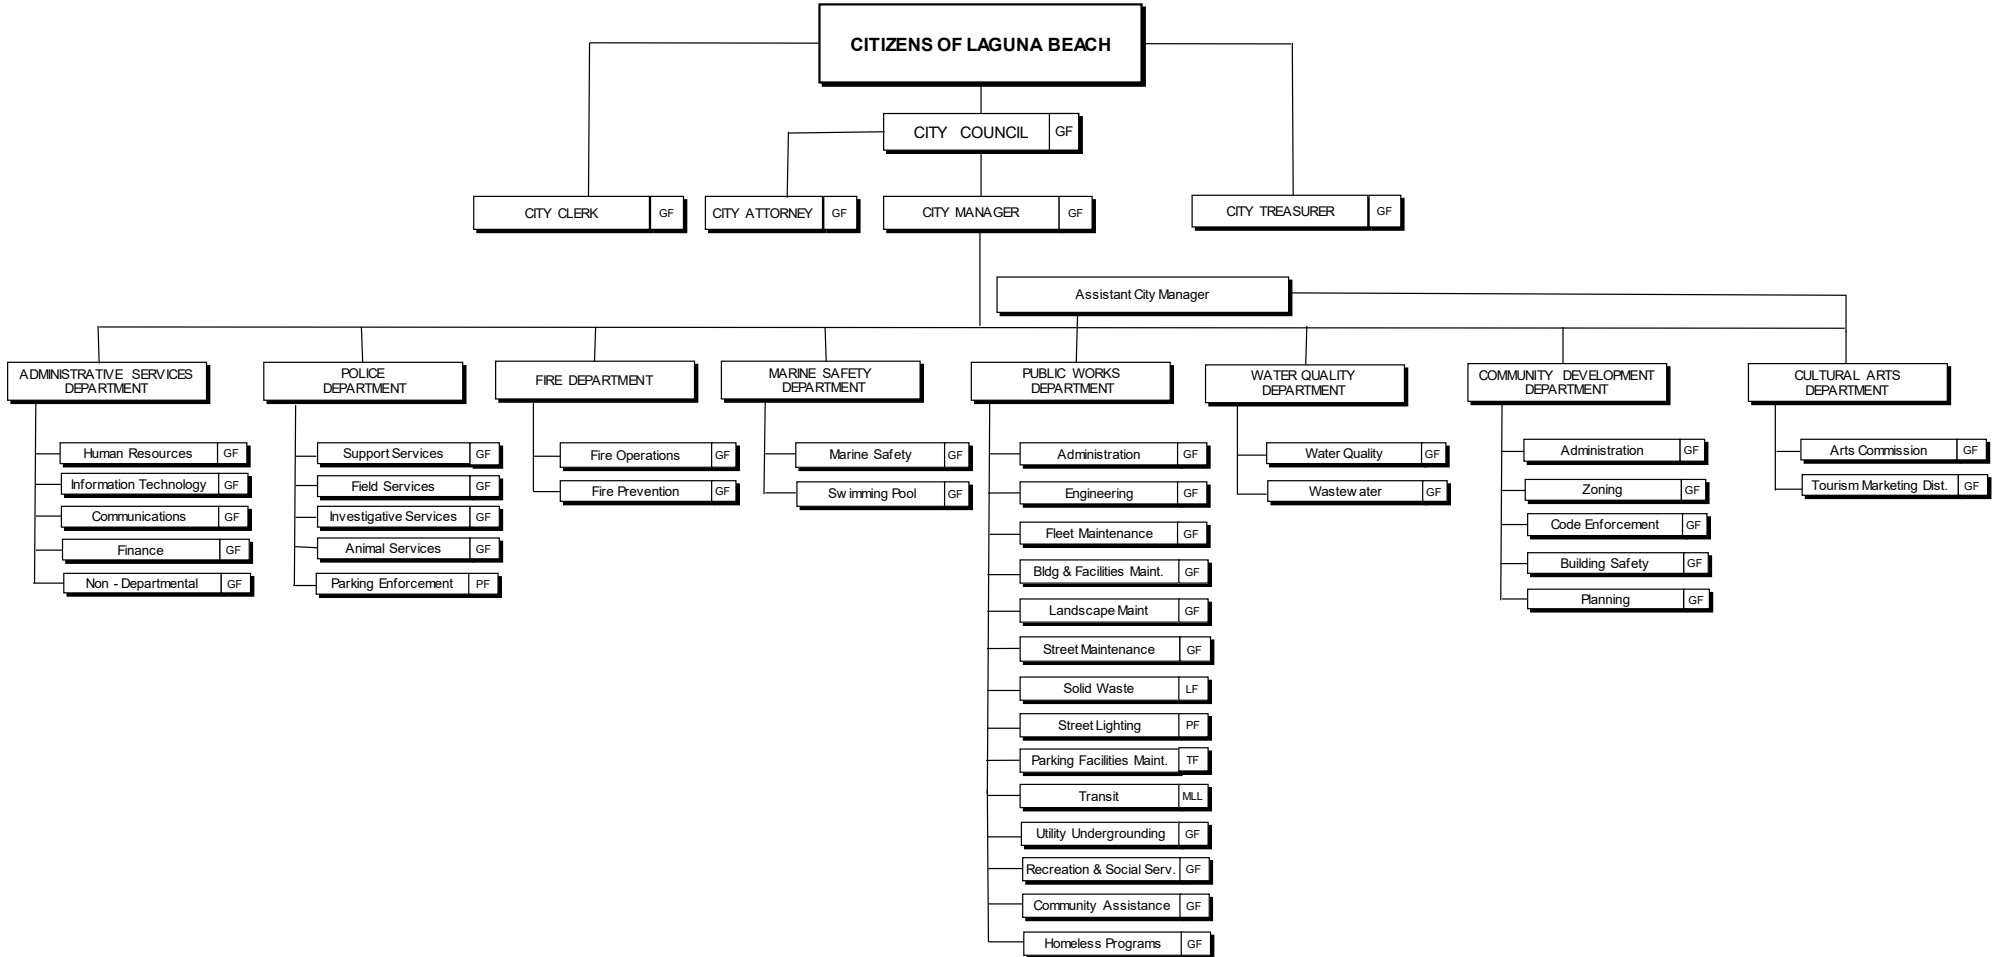 CITIZENS OF LAGUNA BEACH
CITY COUNCIL GF
CITY CLERK GF
CITY ATTORNEY GF
CITY MANAGER GF
CITY TREASURER GF
Assistant City Manager
ADMINISTRATIVE SERVICES
DEPARTMENT
Human Resources GF
Information Technology GF
Communications GF
Finance GF
Non - Departmental GF
POLICE
DEPARTMENT
Support Services GF
Field Services GF
Investigative Services GF
Animal Services GF
Parking Enforcement PF
FIRE DEPARTMENT
Fire Operations GF
Fire Prevention GF
MARINE SAFETY
DEPARTMENT
Marine Safety GF
Swimming Pool GF
PUBLIC WORKS
DEPARTMENT
Administration GF
Engineering GF
Fleet Maintenance GF
Bldg & Facilities Maint. GF
Landscape Maint GF
Street Maintenance GF
Solid Waste LF
Street Lighting PF
Parking Facilities Maint. TF
Transit MLL
Utility Undergrounding GF
Recreation & Social Serv. GF
Community Assistance GF
Homeless Programs GF
WATER QUALITY
DEPARTMENT
Water Quality GF
Wastewater GF
COMMUNITY DEVELOPMENT
DEPARTMENT
Administration GF
Zoning GF
Code Enforcement GF
Building Safety GF
Planning GF
CULTURAL ARTS
DEPARTMENT
Arts Commission GF
Tourism Marketing Dist. GF